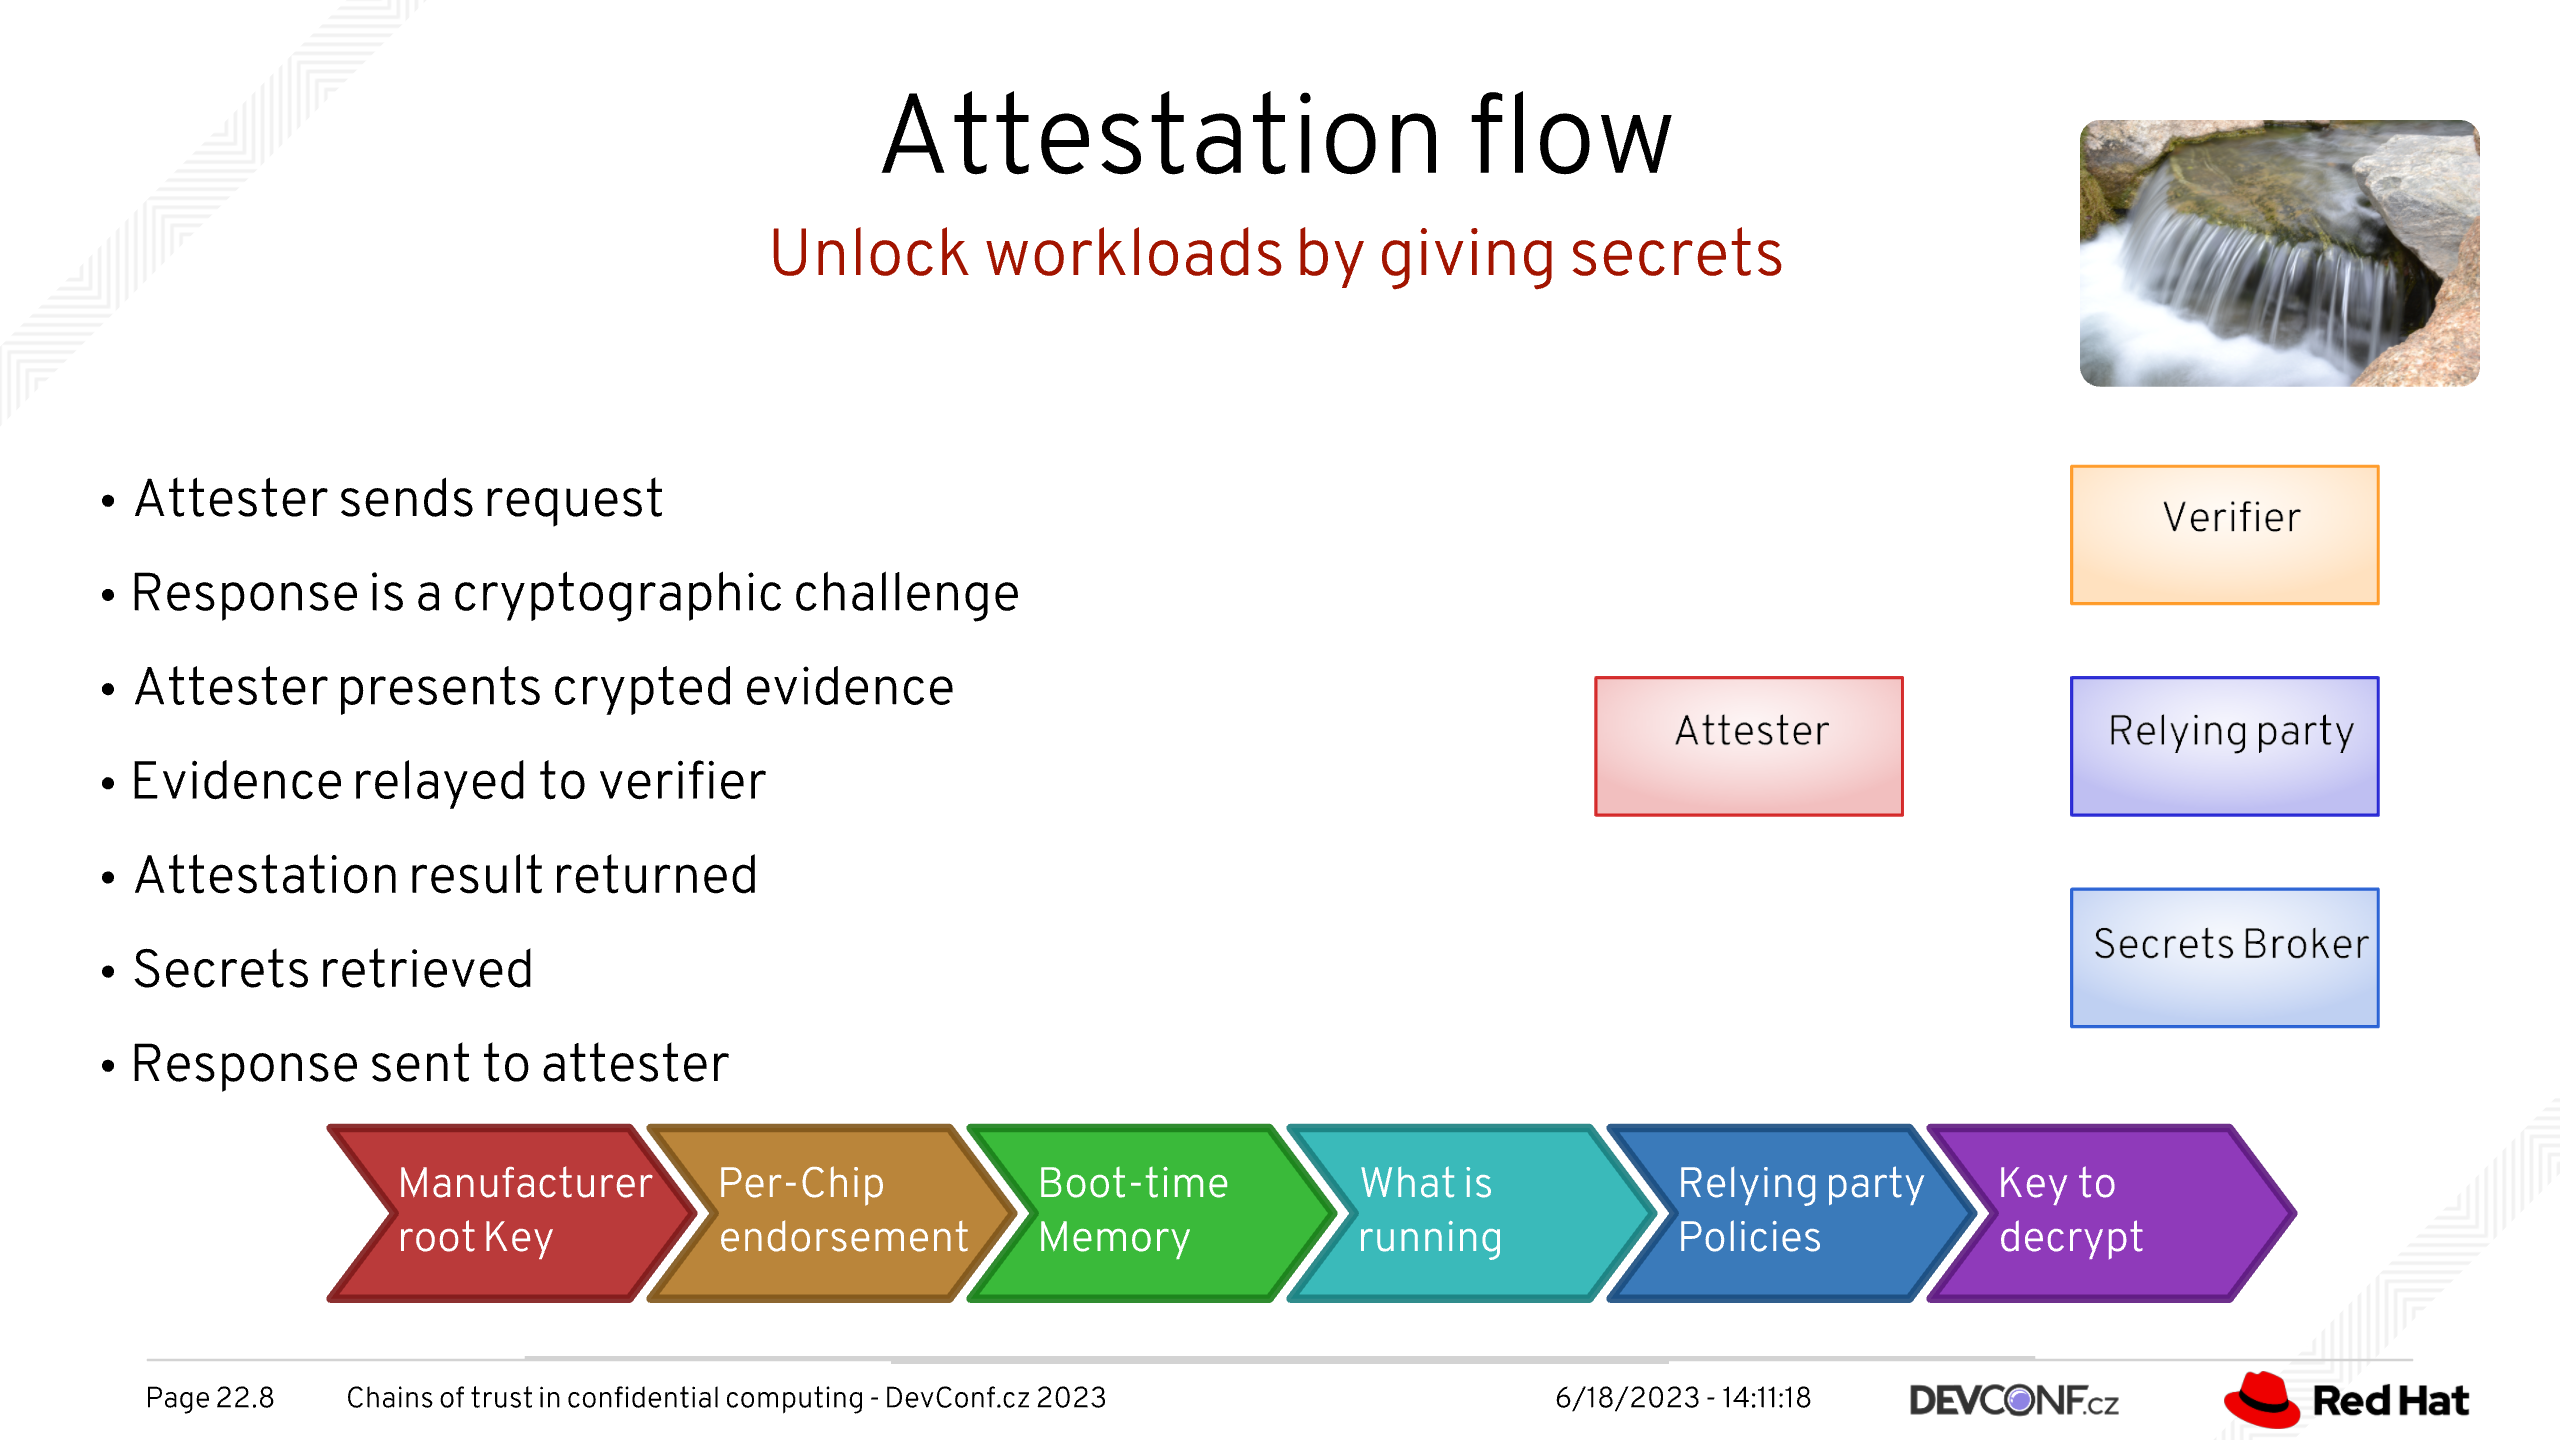 Attestation flow
Unlock workloads by giving secrets
• Attester sends request
• Response is a cryptographic challenge
• Attester presents crypted evidence
• Evidence relayed to verifier
• Attestation result returned
• Secrets retrieved
• Response sent to attester
Verifier
Attester
Relying party
Secrets Broker
Manufacturer
root Key
Per-Chip
endorsement
Boot-time
Memory
What is
running
Relying party
Policies
Key to
decrypt
Page 22.8
Chains of trust in confidential computing - DevConf.cz 2023
6/18/2023 - 14:11:18
DEVCONF.CZ
Red Hat